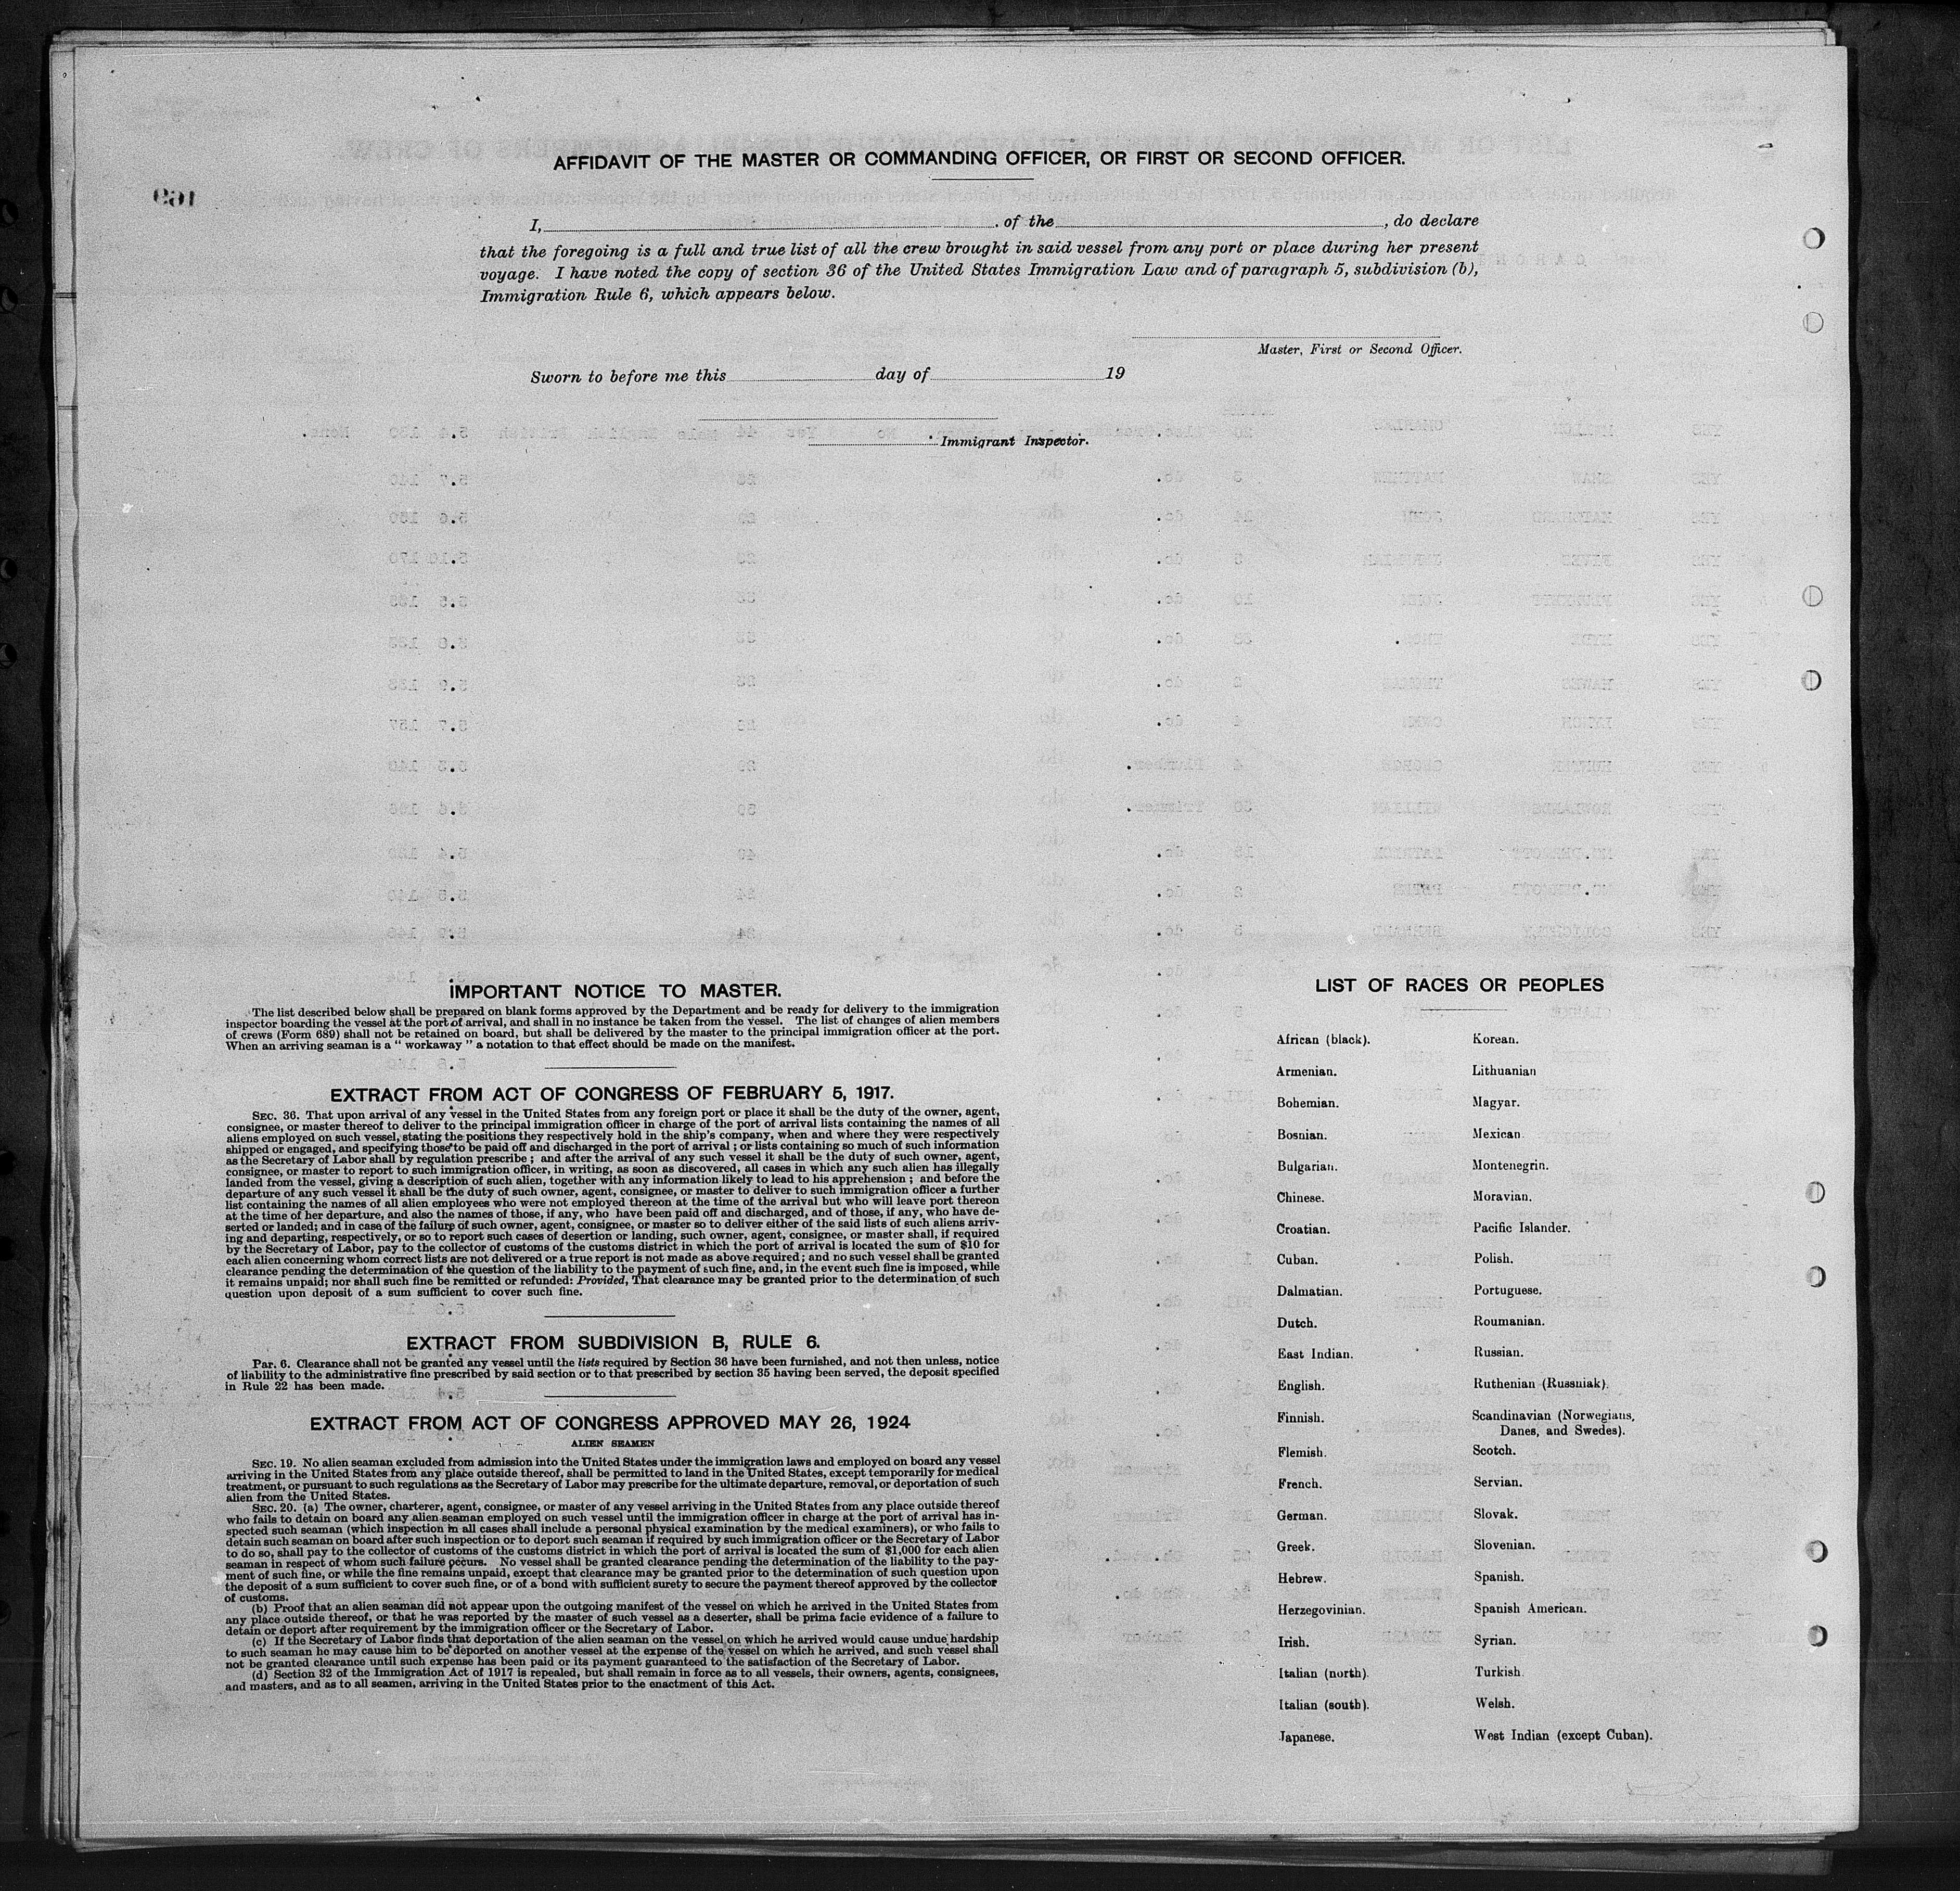 AFFIDAVIT OF THE MASTER OR COMMANDING OFFICER, OR FIRST OR SECOND OFFICER.
I, of the , do declare
that the foregoing is a full and true list of all the crew brought in said vessel from any port or place during her present
voyage. I have noted the copy of section 36 of the United States Immigration Law and of paragraph 5, subdivision (b),
Immigration Rule 6, which appears below.
Master, First or Second Officer.
Sworn to before me this day of 19
Immigrant Inspector.
IMPORTANT NOTICE TO MASTER.
The list described below shall be prepared on blank forms approved by the Department and be ready for delivery to the immigration
inspector boarding the vessel at the port of arrival, and shall in no instance be taken from the vessel. The list of changes of alien members
of crews (Form 689) shall not be retained on board, but shall be delivered by the master to the principal immigration officer at the port.
When an arriving seaman is a “ workaway ” a notation to that effect should be made on the manifest.
EXTRACT FROM ACT OF CONGRESS OF FEBRUARY 5, 1917.
SEC. 36. That upon arrival of any vessel in the United States from any foreign port or place it shall be the duty of the owner, agent,
consignee, or master thereof to deliver to the principal immigration officer in charge of the port of arrival lists containing the names of all
aliens employed on such vessel, stating the positions they respectively hold in the ship's company, when and where they were respectively
shipped or engaged, and specifying those to be paid off and discharged in the port of arrival ; or lists containing so much of such information
as the Secretary of Labor shall by regulation prescribe ; and after the arrival of any such vessel it shall be the duty of such owner, agent,
consignee, or master to report to such immigration officer, in writing, as soon as discovered, all cases in which any such alien has illegally
landed from the vessel, giving a description of such alien, together with any information likely to lead to his apprehension ; and before the
departure of any such vessel it shall be the duty of such owner, agent, consignee, or master to deliver to such immigration officer a further
list containing the names of all alien employees who were not employed thereon at the time of the arrival but who will leave port thereon
at the time of her departure, and also the names of those, if any, who have been paid off and discharged, and of those, if any, who have de-
serted or landed; and in case of the failure of such owner, agent, consignee, or master so to deliver either of the said lists of such aliens arriv-
ing and departing, respectively, or so to report such cases of desertion or landing, such owner, agent, consignee, or master shall, if required
by the Secretary of Labor, pay to the collector of customs of the customs district in which the port of arrival is located the sum of $10 for
each alien concerning whom correct lists are not delivered or a true report is not made as above required ; and no such vessel shall be granted
clearance pending the determination of the question of the liability to the payment of such fine, and, in the event such fine is imposed, while
it remains unpaid; nor shall such fine be remitted or refunded: Provided, That clearance may be granted prior to the determination of such
question upon deposit of a sum sufficient to cover such fine.
EXTRACT FROM SUBDIVISION B, RULE 6.
Par. 6. Clearance shall not be granted any vessel until the lists required by Section 36 have been furnished, and not then unless, notice
of liability to the administrative fine prescribed by said section or to that prescribed by section 35 having been served, the deposit specified
in Rule 22 has been made.
EXTRACT FROM ACT OF CONGRESS APPROVED MAY 26, 1924
ALIEN SEAMEN
SEC. 19. No alien seaman excluded from admission into the United States under the immigration laws and employed on board any vessel
arriving in the United States from any place outside thereof, shall be permitted to land in the United States, except temporarily for medical
treatment, or pursuant to such regulations as the Secretary of Labor may prescribe for the ultimate departure, removal, or deportation of such
alien from the United States.
SEC. 20. (a) The owner, charterer, agent, consignee, or master of any vessel arriving in the United States from any place outside thereof
who fails to detain on board any alien seaman employed on such vessel until the immigration officer in charge at the port of arrival has in-
spected such seaman (which inspection in all cases shall include a personal physical examination by the medical examiners), or who fails to
detain such seaman on board after such inspection or to deport such seaman if required by such immigration officer or the Secretary of Labor
to do so, shall pay to the collector of customs of the customs district in which the port of arrival is located the sum of $1,000 for each alien
seaman in respect of whom such failure occurs. No vessel shall be granted clearance pending the determination of the liability to the pay-
ment of such fine, or while the fine remains unpaid, except that clearance may be granted prior to the determination of such question upon
the deposit of a sum sufficient to cover such fine, or of a bond with sufficient surety to secure the payment thereof approved by the collector
of customs.
(b) Proof that an alien seaman did not appear upon the outgoing manifest of the vessel on which he arrived in the United States from
any place outside thereof, or that he was reported by the master of such vessel as a deserter, shall be prima facie evidence of a failure to
detain or deport after requirement by the immigration officer or the Secretary of Labor.
(c) If the Secretary of Labor finds that deportation of the alien seaman on the vessel on which he arrived would cause undue hardship
to such seaman he may cause him to be deported on another vessel at the expense of the vessel on which he arrived, and such vessel shall
not be granted clearance until such expense has been paid or its payment guaranteed to the satisfaction of the Secretary of Labor.
(d) Section 32 of the Immigration Act of 1917 is repealed, but shall remain in force as to all vessels, their owners, agents, consignees,
and masters, and as to all seamen, arriving in the United States prior to the enactment of this Act.
LIST OF RACES OR PEOPLES
African (black).
Armenian.
Bohemian.
Bosnian.
Bulgarian.
Chinese.
Croatian.
Cuban.
Dalmatian.
Dutch.
East Indian.
English.
Finnish.
Flemish.
French.
German.
Greek.
Hebrew.
Herzegovinian.
Irish.
Italian (north)
Italian (south).
Japanese.
Korean.
Lithuanian
Magyar.
Mexican
Montenegrin.
Moravian.
Pacific Islander.
Polish.
Portuguese.
Roumanian.
Russian.
Ruthenian (Russniak).
Scandinavian (Norwegians,
Danes, and Swedes).
Scotch.
Servian.
Slovak.
Slovenian.
Spanish.
Spanish American.
Syrian.
Turkish
Welsh.
West Indian (except Cuban).